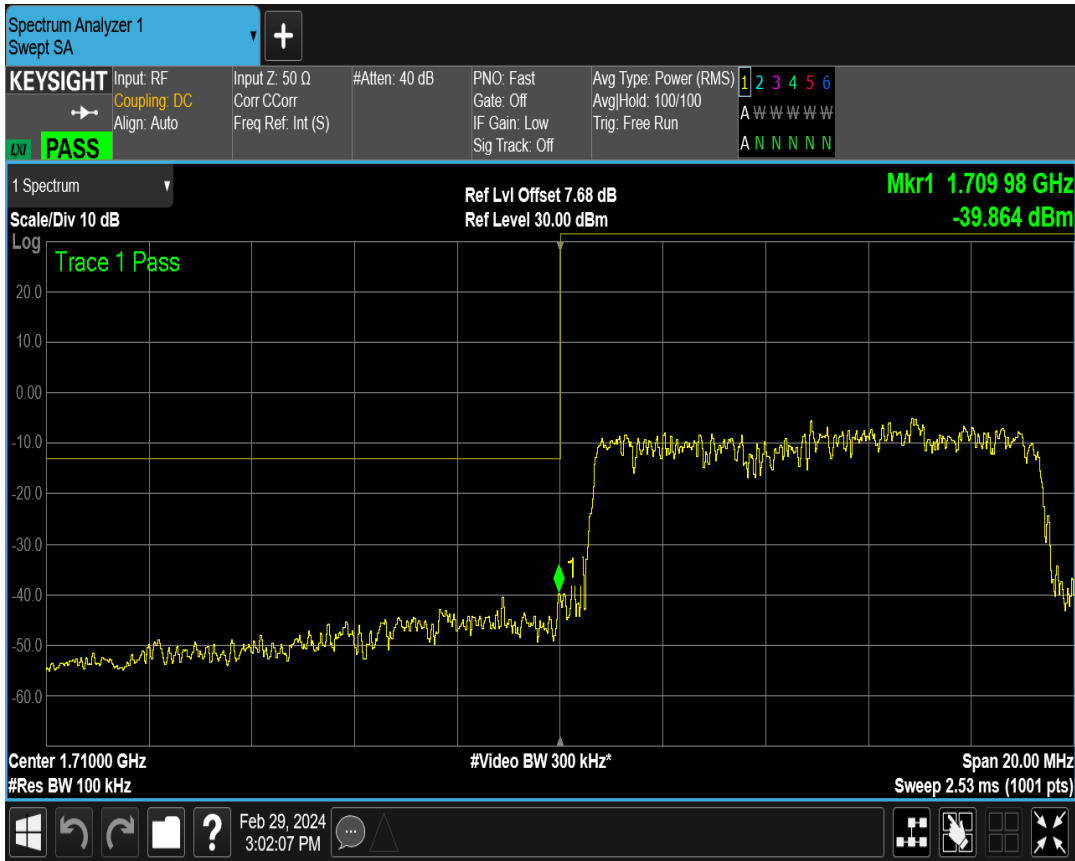 Spectrum Analyzer 1
Swept SA
+
KEYSIGHT
LXI PASS
Input: RF
Coupling: DC
Align: Auto
Input Z: 50 Ω
Corr CCorr
Freq Ref: Int (S)
#Atten: 40 dB
PNO: Fast
Gate: Off
IF Gain: Low
Sig Track: Off
Avg Type: Power (RMS)
Avg|Hold: 100/100
Trig: Free Run
1 2 3 4 5 6
A W W W W W
A N N N N N
1 Spectrum
Scale/Div 10 dB
Ref Lvl Offset 7.68 dB
Ref Level 30.00 dBm
Mkr1 1.709 98 GHz
-39.864 dBm
Log
Trace 1 Pass
20.0
10.0
0.00
-10.0
-20.0
-30.0
1
-40.0
-50.0
-60.0
Center 1.71000 GHz
#Video BW 300 kHz*
Span 20.00 MHz
#Res BW 100 kHz
Sweep 2.53 ms (1001 pts)
?
Feb 29, 2024
3:02:07 PM